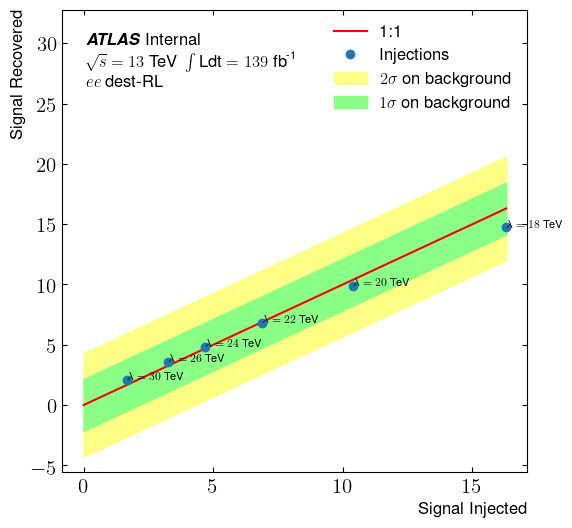 Signal Recovered
30
25
20
15
10
5
0
−5
ATLAS Internal
√s = 13 TeV ∫ Ldt = 139 fb⁻¹
ee dest-RL
1:1
Injections
2σ on background
1σ on background
λ = 18 TeV
λ = 20 TeV
λ = 22 TeV
λ = 24 TeV
λ = 26 TeV
λ = 30 TeV
0 5 10 15
Signal Injected